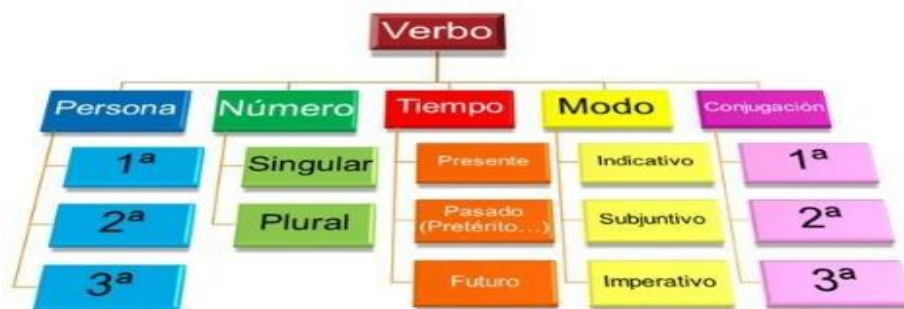 Verbo
Persona
1ª
2ª
3ª
Número
Singular
Plural
Tiempo
Presente
Pasado
(Pretérito...)
Futuro
Modo
Indicativo
Subjuntivo
Imperativo
Conjugación
1ª
2ª
3ª